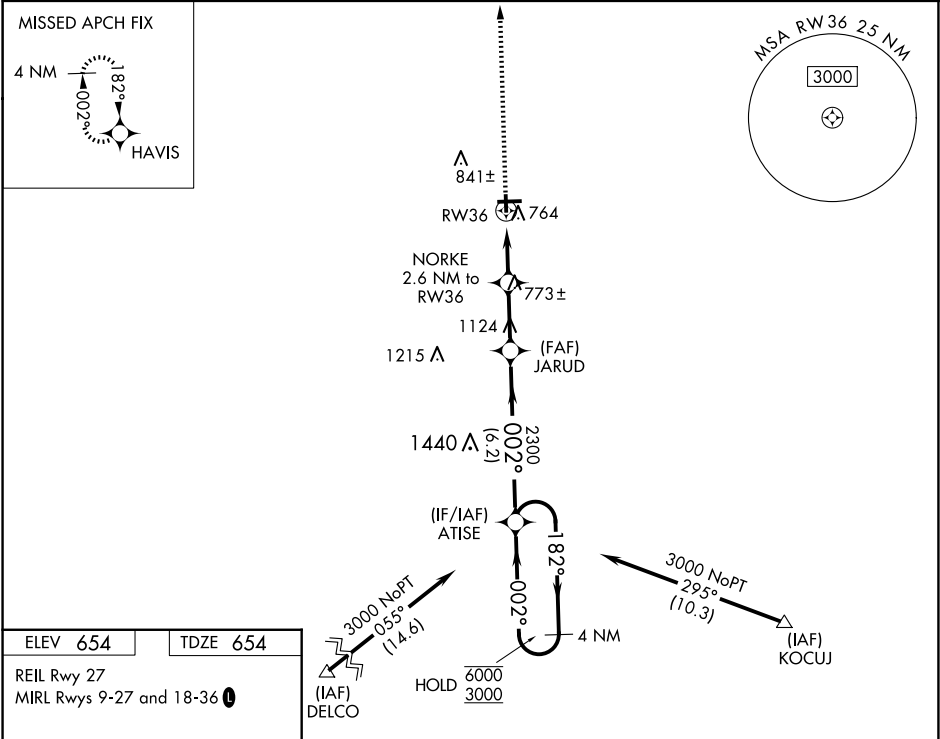 MISSED APCH FIX
4 NM
182°
002°
HAVIS
MSA RW36 25 NM
3000
841±
RW36
764
NORKE
2.6 NM to
RW36
773±
1124
1215
(FAF)
JARUD
1440
2300
002°
(6.2)
(IF/IAF)
ATISE
182°
002°
4 NM
HOLD
6000
3000
3000 NoPT
055°
(14.6)
(IAF)
DELCO
3000 NoPT
295°
(10.3)
(IAF)
KOCUJ
ELEV 654
TDZE 654
REIL Rwy 27
MIRL Rwys 9-27 and 18-36 L